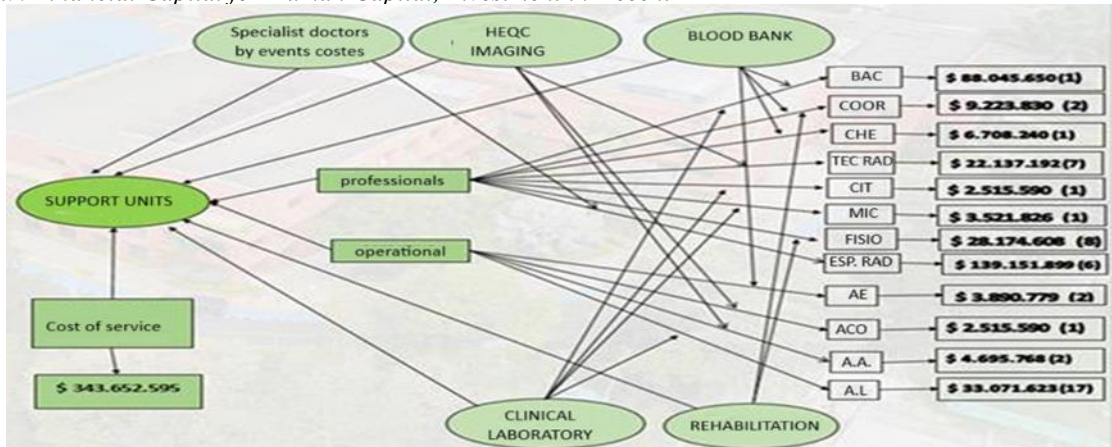 Specialist doctors
by events costes
HEQC
IMAGING
BLOOD BANK
BAC
$ 88.045.650 (1)
COOR
$ 9.223.830 (2)
CHE
$ 6.708.240 (1)
professionals
TEC RAD
$ 22.137.192 (7)
SUPPORT UNITS
CIT
$ 2.515.590 (1)
MIC
$ 3.521.826 (1)
operational
FISIO
$ 28.174.608 (8)
ESP. RAD
$ 139.151.899 (6)
AE
$ 3.890.779 (2)
Cost of service
ACO
$ 2.515.590 (1)
A.A.
$ 4.695.768 (2)
$ 343.652.595
A.L
$ 33.071.623 (17)
CLINICAL
LABORATORY
REHABILITATION